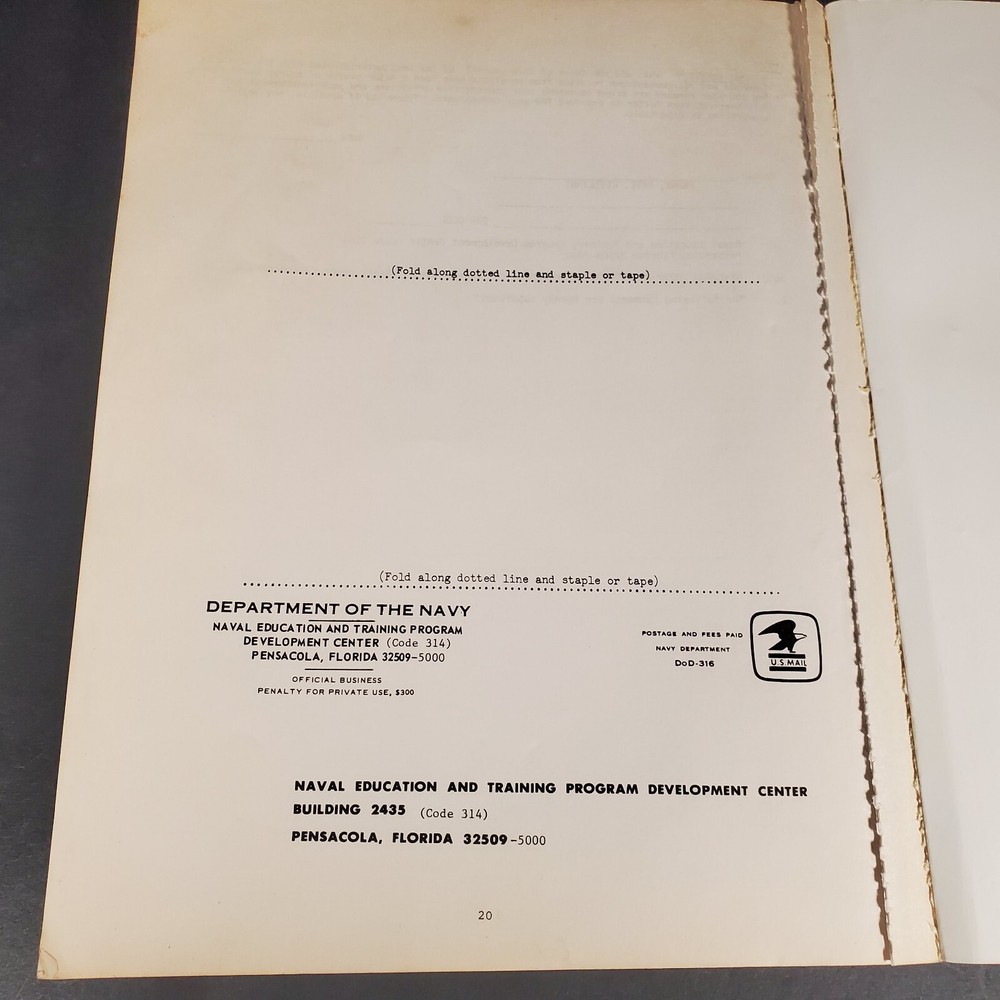 (Fold along dotted line and staple or tape)
(Fold along dotted line and staple or tape)
DEPARTMENT OF THE NAVY
NAVAL EDUCATION AND TRAINING PROGRAM
DEVELOPMENT CENTER (Code 314)
PENSACOLA, FLORIDA 32509-5000
OFFICIAL BUSINESS
PENALTY FOR PRIVATE USE, $300
POSTAGE AND FEES PAID
NAVY DEPARTMENT
DoD-316
U.S.MAIL
NAVAL EDUCATION AND TRAINING PROGRAM DEVELOPMENT CENTER
BUILDING 2435 (Code 314)
PENSACOLA, FLORIDA 32509-5000
20